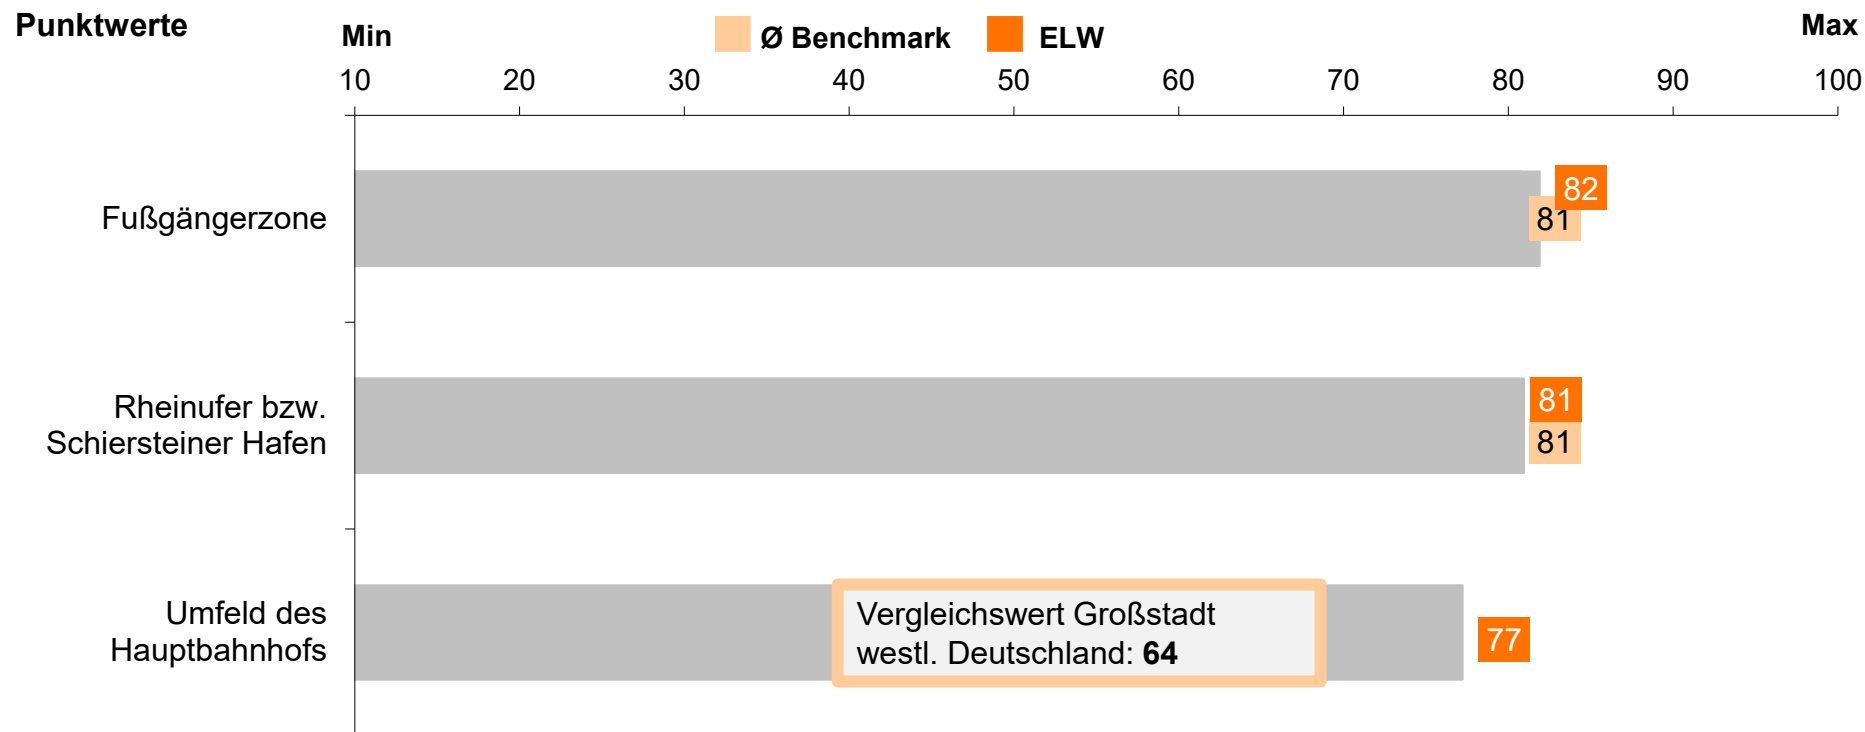 Punktwerte
Min
Ø Benchmark
ELW
Max
10 20 30 40 50 60 70 80 90 100
Fußgängerzone
82
81
Rheinufer bzw.
Schiersteiner Hafen
81
81
Umfeld des
Hauptbahnhofs
Vergleichswert Großstadt
westl. Deutschland: 64
77